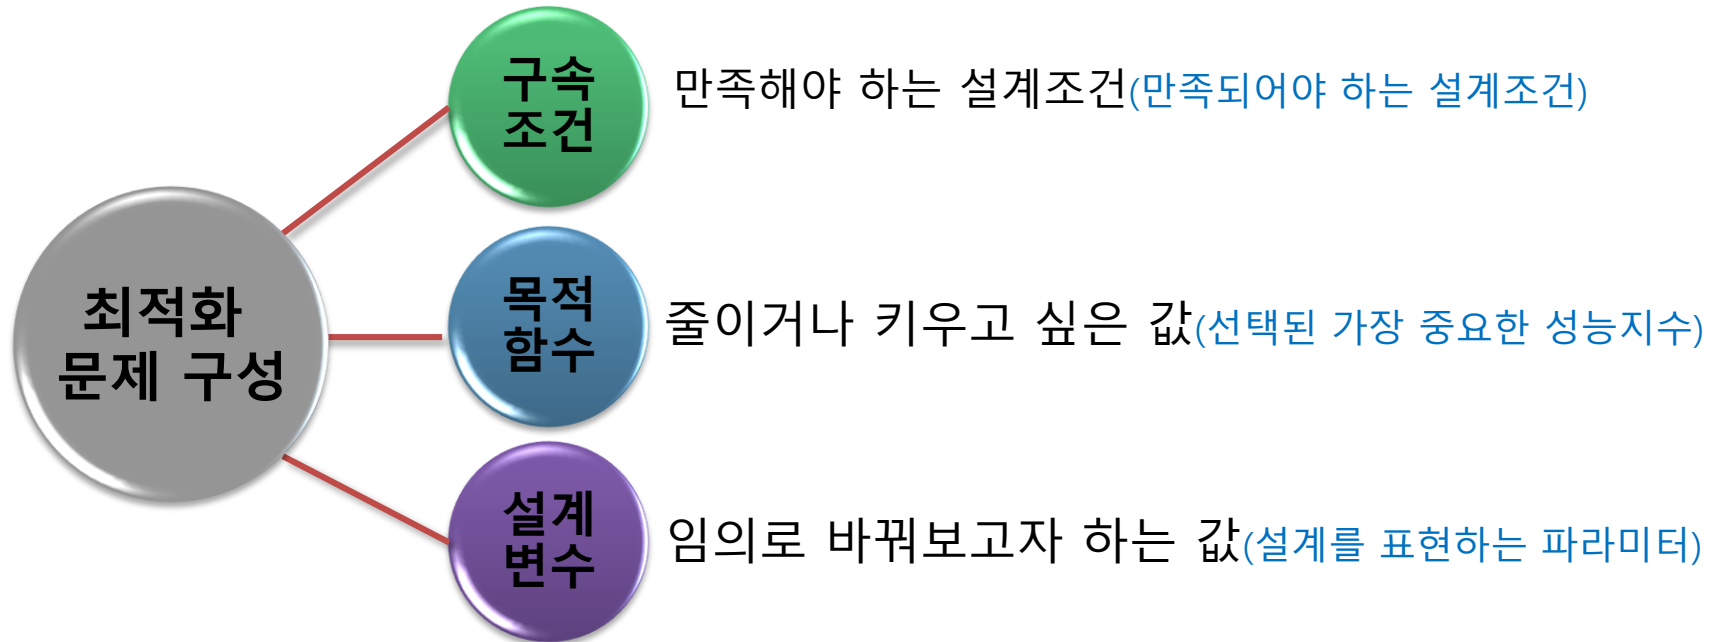 구속
조건
만족해야 하는 설계조건(만족되어야 하는 설계조건)
최적화
문제 구성
목적
함수
줄이거나 키우고 싶은 값(선택된 가장 중요한 성능지수)
설계
변수
임의로 바꿔보고자 하는 값(설계를 표현하는 파라미터)